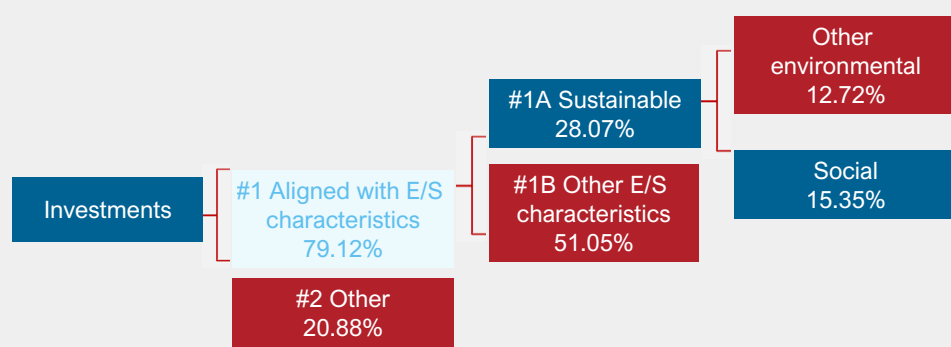 Investments
#1 Aligned with E/S
characteristics
79.12%
#2 Other
20.88%
#1A Sustainable
28.07%
#1B Other E/S
characteristics
51.05%
Other
environmental
12.72%
Social
15.35%